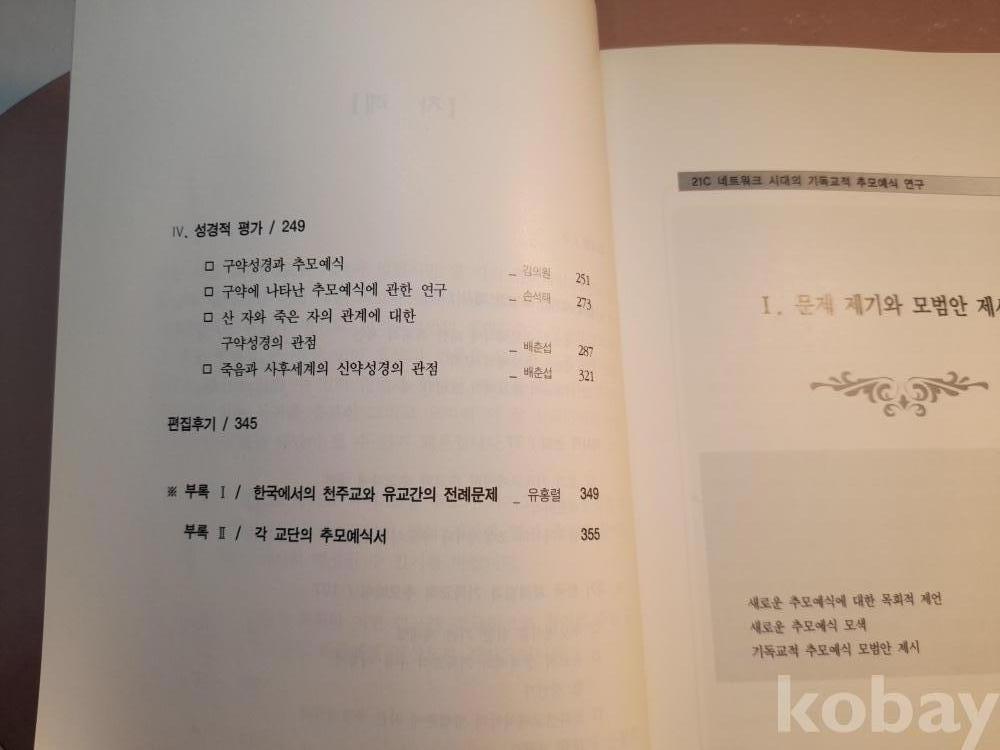 Ⅳ. 성경적 평가 / 249
□ 구약성경과 추모예식 _ 김의원 251
□ 구약에 나타난 추모예식에 관한 연구 _ 손석태 273
□ 산 자와 죽은 자의 관계에 대한
구약성경의 관점 _ 배춘섭 287
□ 죽음과 사후세계의 신약성경의 관점 _ 배춘섭 321
편집후기 / 345
※ 부록 Ⅰ / 한국에서의 천주교와 유교간의 전례문제 _ 유홍렬 349
부록 Ⅱ / 각 교단의 추모예식서 355
21C 네트워크 시대의 기독교적 추모예식 연구
Ⅰ. 문제 제기와 모범안 제시
새로운 추모예식에 대한 목회적 제언
새로운 추모예식 모색
기독교적 추모예식 모범안 제시
kobay